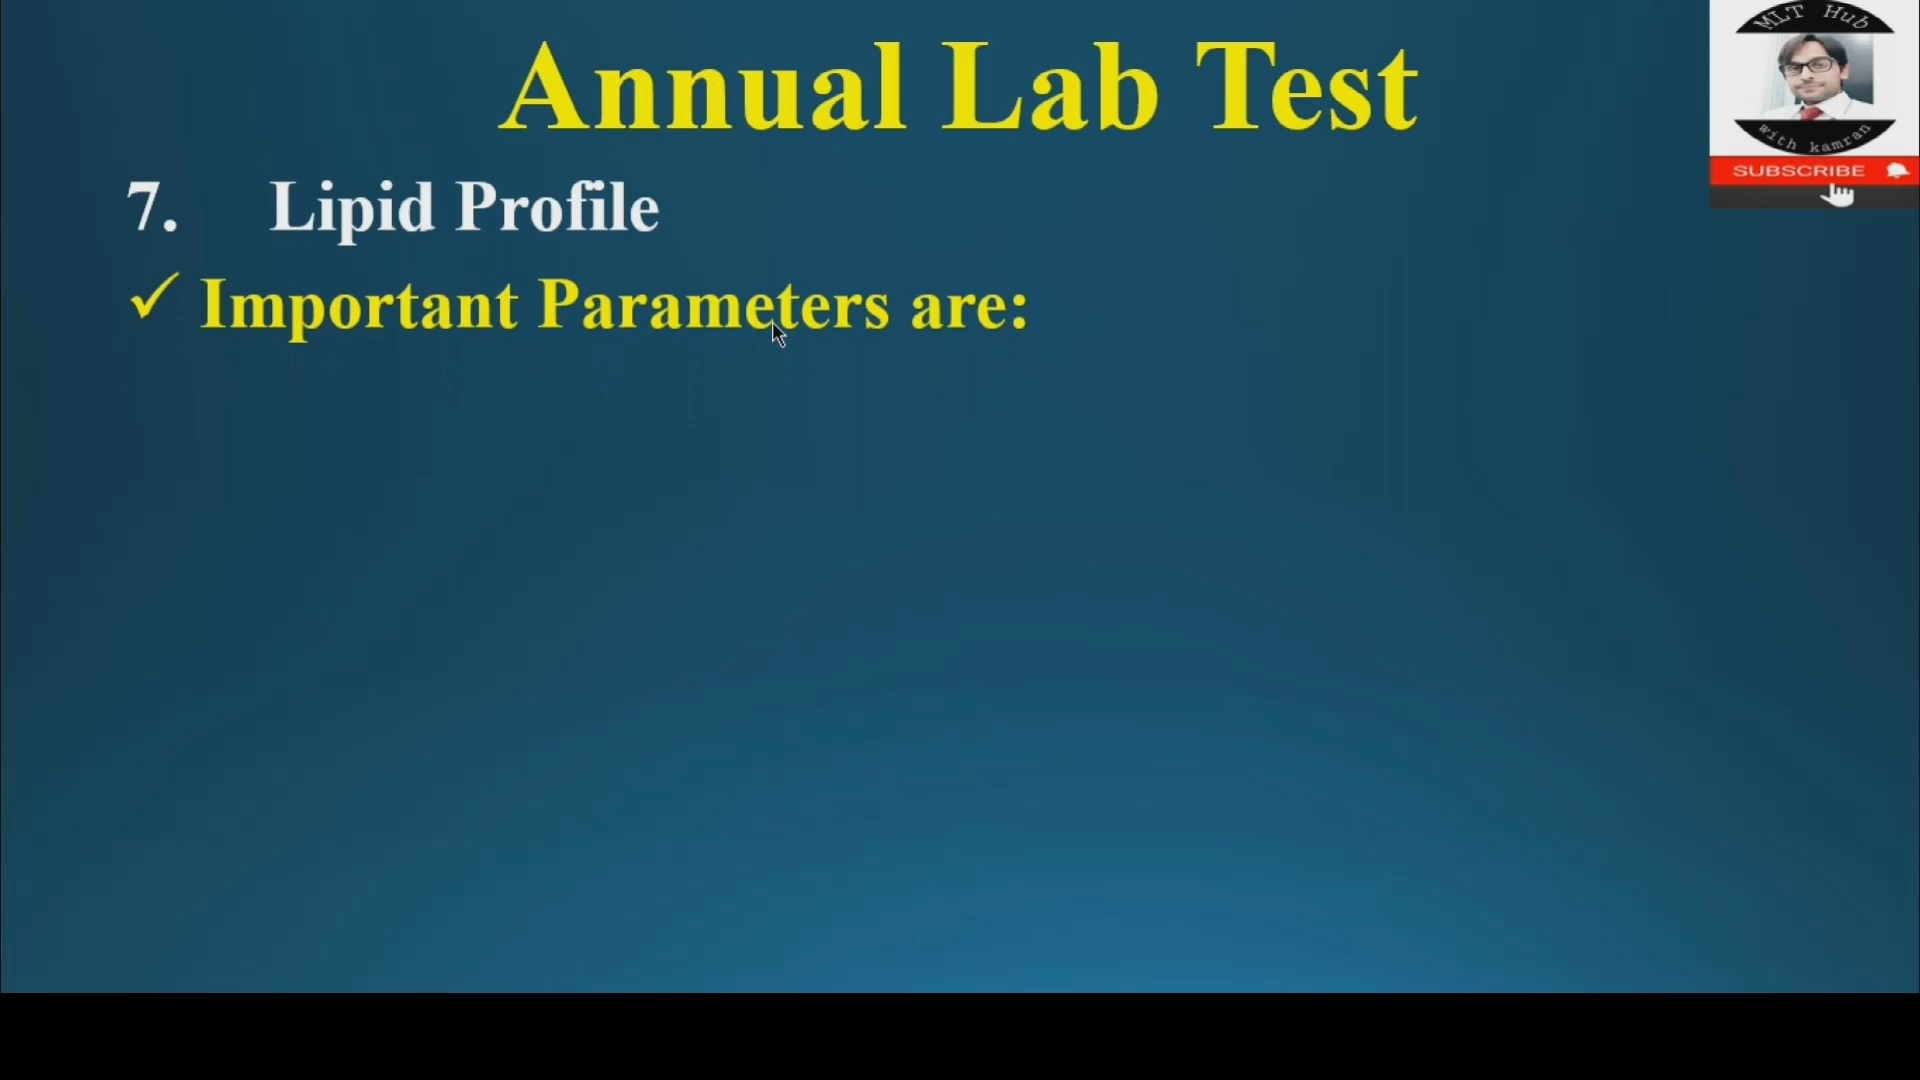 Annual Lab Test
MLT Hub
with kamran
SUBSCRIBE
7. Lipid Profile
✓ Important Parameters are: